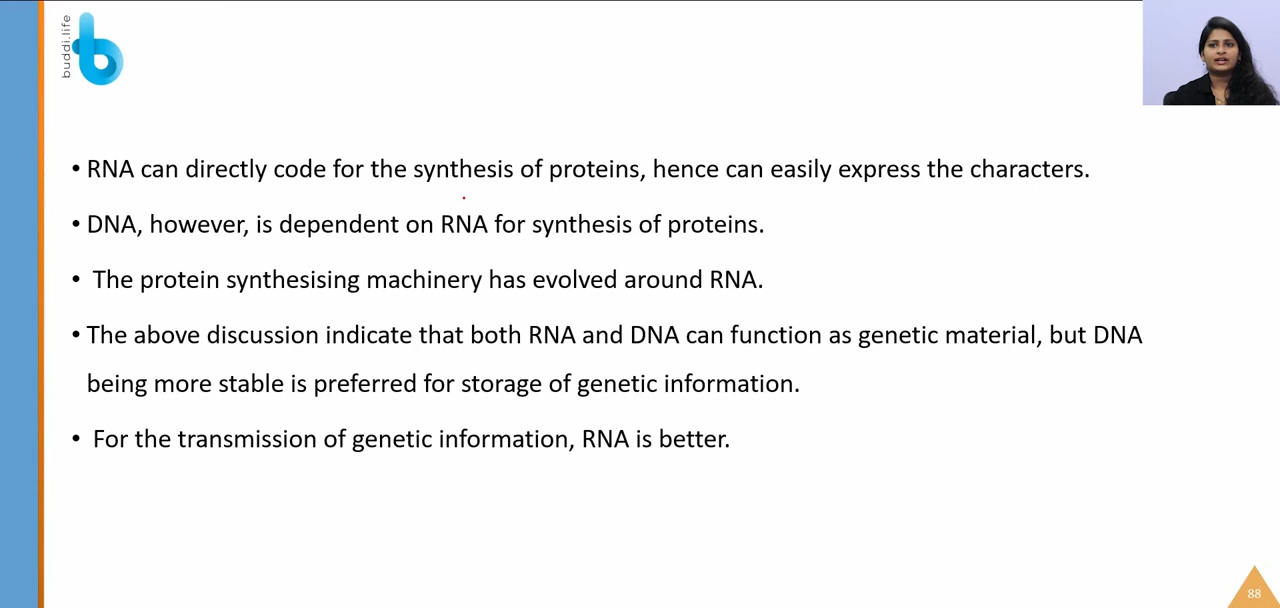 buddi.life
• RNA can directly code for the synthesis of proteins, hence can easily express the characters.
• DNA, however, is dependent on RNA for synthesis of proteins.
• The protein synthesising machinery has evolved around RNA.
• The above discussion indicate that both RNA and DNA can function as genetic material, but DNA
being more stable is preferred for storage of genetic information.
• For the transmission of genetic information, RNA is better.
88